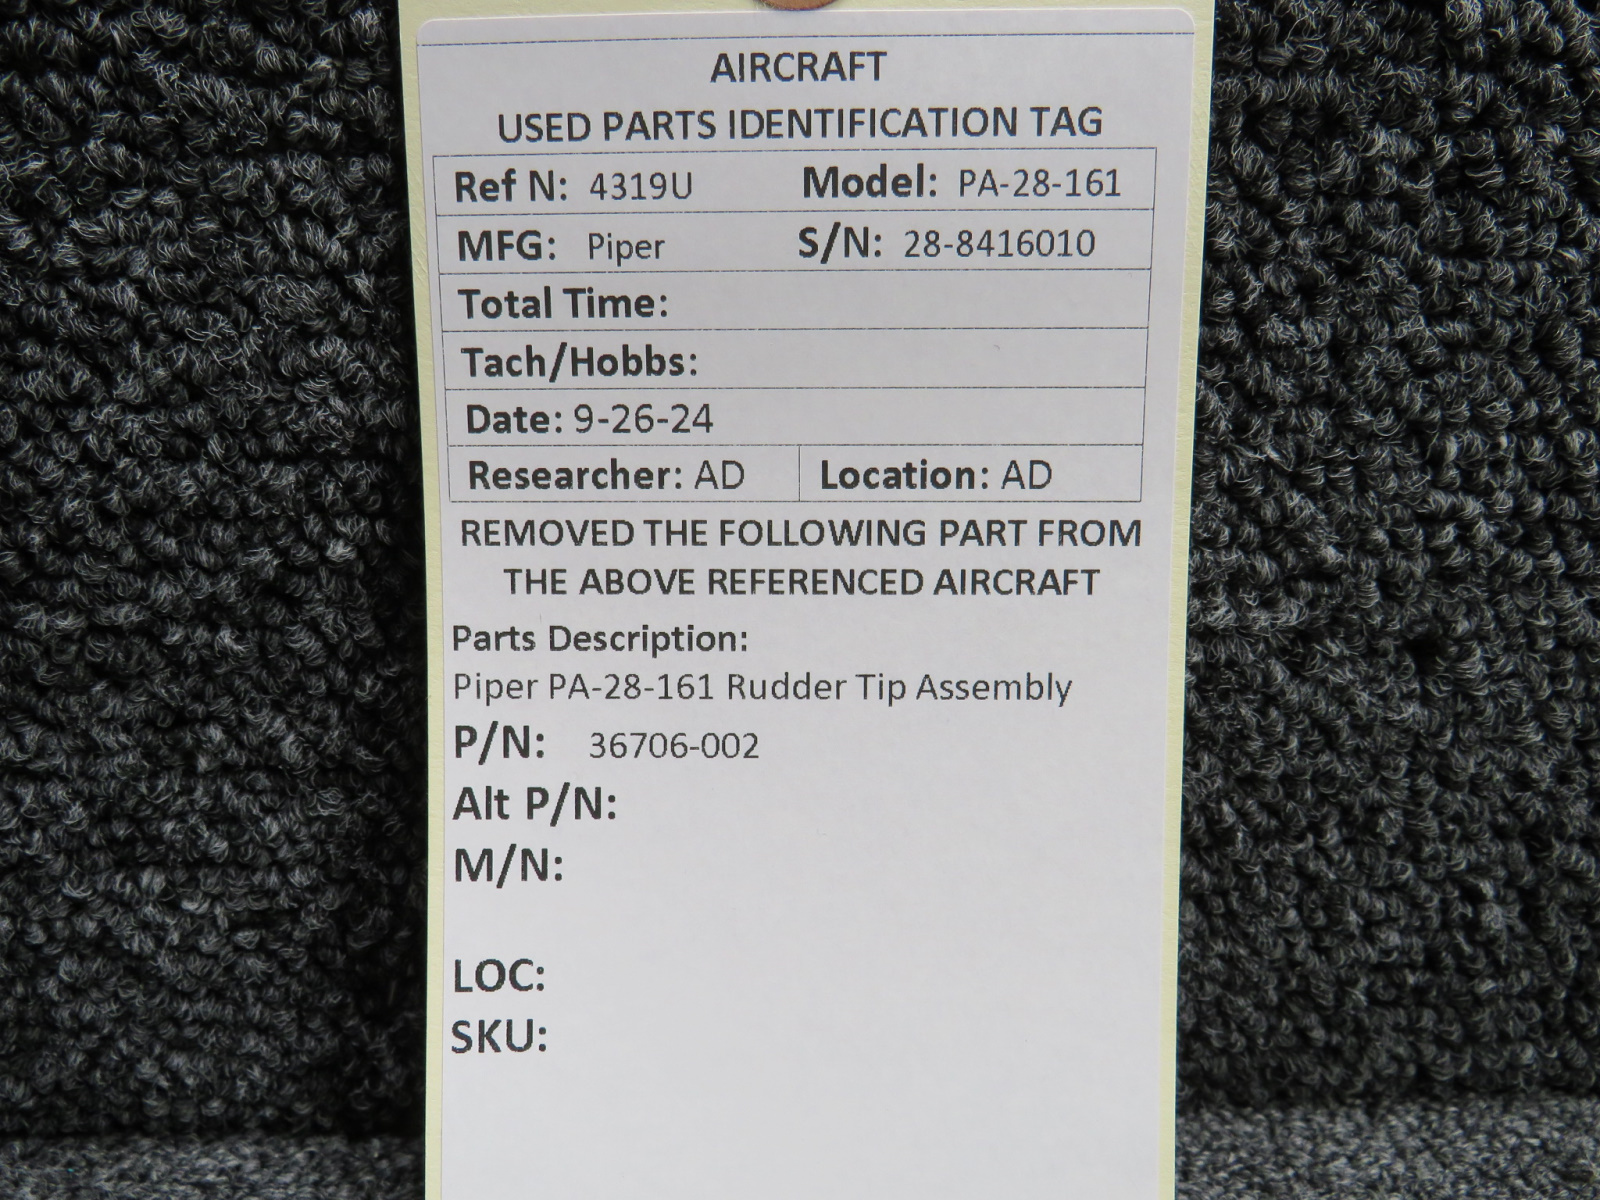 AIRCRAFT
USED PARTS IDENTIFICATION TAG
Ref N: 4319U Model: PA-28-161
MFG: Piper S/N: 28-8416010
Total Time:
Tach/Hobbs:
Date: 9-26-24
Researcher: AD Location: AD
REMOVED THE FOLLOWING PART FROM
THE ABOVE REFERENCED AIRCRAFT
Parts Description:
Piper PA-28-161 Rudder Tip Assembly
P/N: 36706-002
Alt P/N:
M/N:
LOC:
SKU: